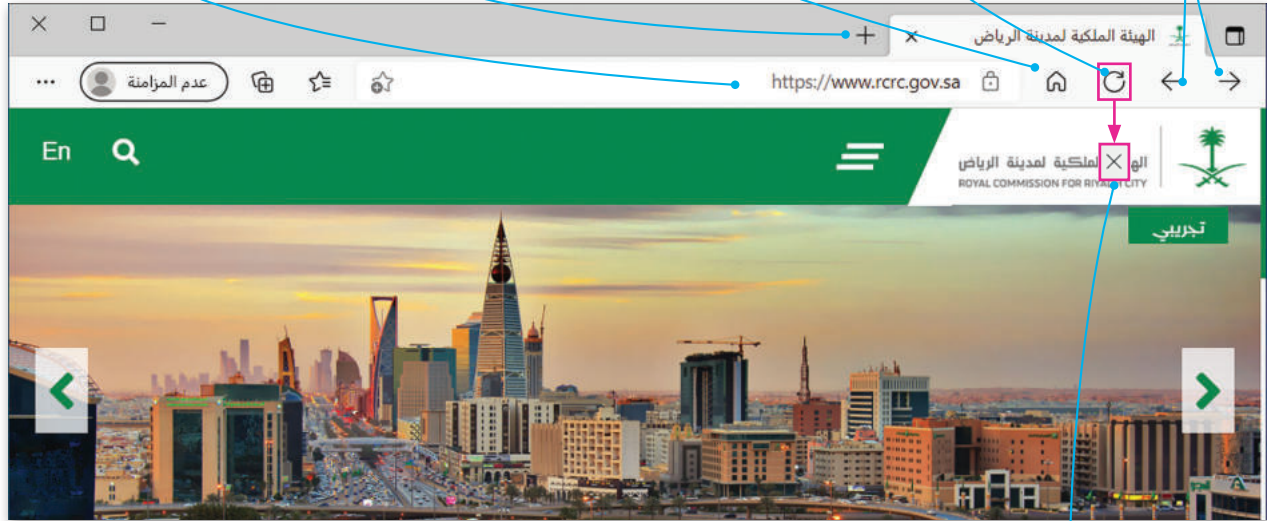 الهيئة الملكية لمدينة الرياض
https://www.rcrc.gov.sa
عدم المزامنة
الملكية لمدينة الرياض
ROYAL COMMISSION FOR CITY
En
تجريبي